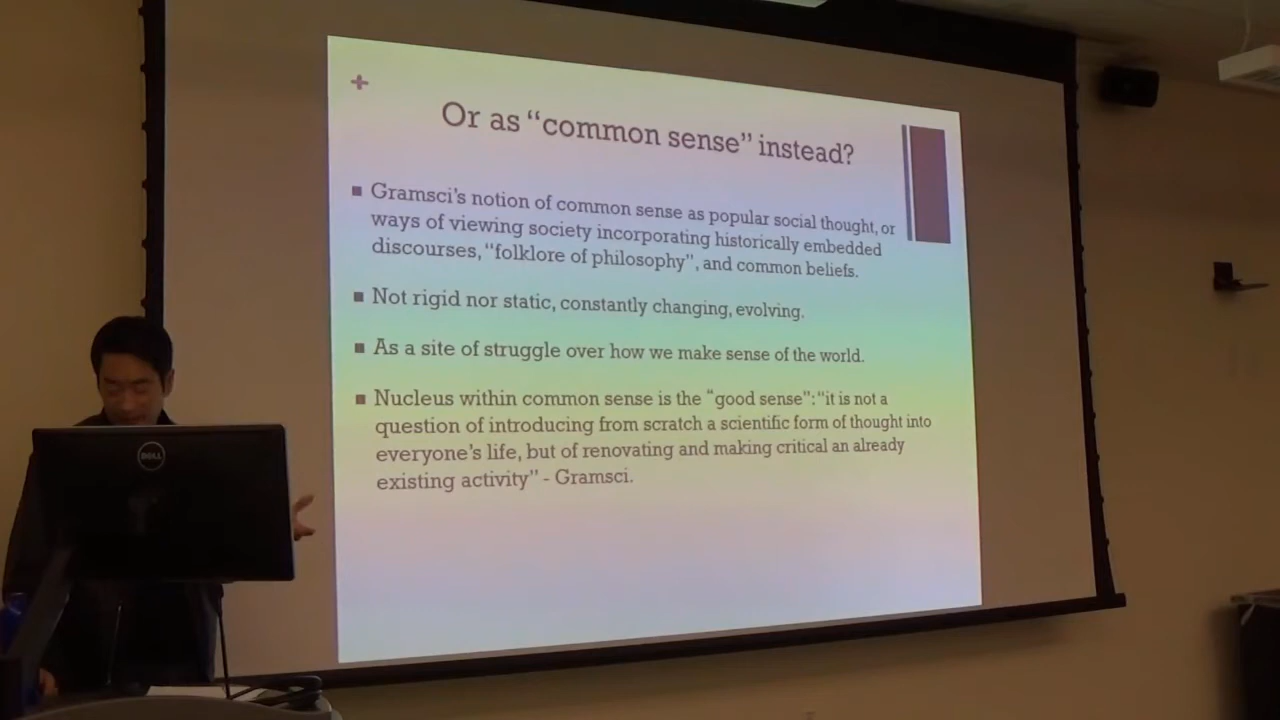 +
Or as “common sense” instead?
■ Gramsci’s notion of common sense as popular social thought, or
ways of viewing society incorporating historically embedded
discourses, “folklore of philosophy”, and common beliefs.
■ Not rigid nor static, constantly changing, evolving.
■ As a site of struggle over how we make sense of the world.
■ Nucleus within common sense is the “good sense”: “it is not a
question of introducing from scratch a scientific form of thought into
everyone’s life, but of renovating and making critical an already
existing activity” - Gramsci.
DELL